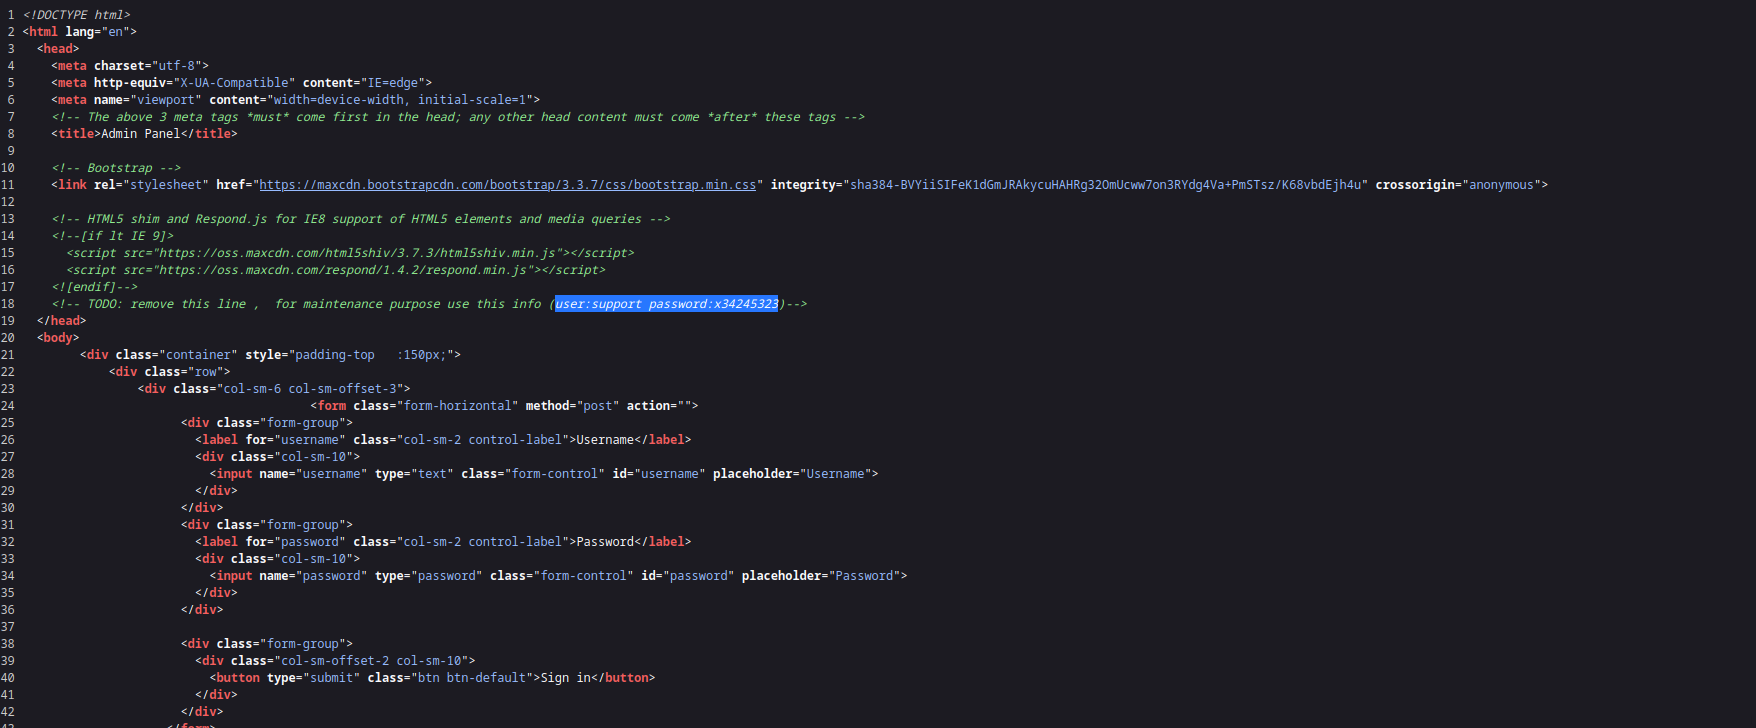 1 <!DOCTYPE html>
2 <html lang="en">
3 <head>
4 <meta charset="utf-8">
5 <meta http-equiv="X-UA-Compatible" content="IE=edge">
6 <meta name="viewport" content="width=device-width, initial-scale=1">
7 <!-- The above 3 meta tags *must* come first in the head; any other head content must come *after* these tags -->
8 <title>Admin Panel</title>
9
10 <!-- Bootstrap -->
11 <link rel="stylesheet" href="https://maxcdn.bootstrapcdn.com/bootstrap/3.3.7/css/bootstrap.min.css" integrity="sha384-BVYiiSIFeK1dGmJRAkycuHAHRg32OmUcww7on3RYdg4Va+PmSTsz/K68vbdEjh4u" crossorigin="anonymous">
12
13 <!-- HTML5 shim and Respond.js for IE8 support of HTML5 elements and media queries -->
14 <!--[if lt IE 9]>
15 <script src="https://oss.maxcdn.com/html5shiv/3.7.3/html5shiv.min.js"></script>
16 <script src="https://oss.maxcdn.com/respond/1.4.2/respond.min.js"></script>
17 <![endif]-->
18 <!-- TODO: remove this line ,  for maintenance purpose use this info (user:support password:x34245323)-->
19 </head>
20 <body>
21 <div class="container" style="padding-top   :150px;">
22 <div class="row">
23 <div class="col-sm-6 col-sm-offset-3">
24 <form class="form-horizontal" method="post" action="">
25 <div class="form-group">
26 <label for="username" class="col-sm-2 control-label">Username</label>
27 <div class="col-sm-10">
28 <input name="username" type="text" class="form-control" id="username" placeholder="Username">
29 </div>
30 </div>
31 <div class="form-group">
32 <label for="password" class="col-sm-2 control-label">Password</label>
33 <div class="col-sm-10">
34 <input name="password" type="password" class="form-control" id="password" placeholder="Password">
35 </div>
36 </div>
37
38 <div class="form-group">
39 <div class="col-sm-offset-2 col-sm-10">
40 <button type="submit" class="btn btn-default">Sign in</button>
41 </div>
42 </div>
43 </form>